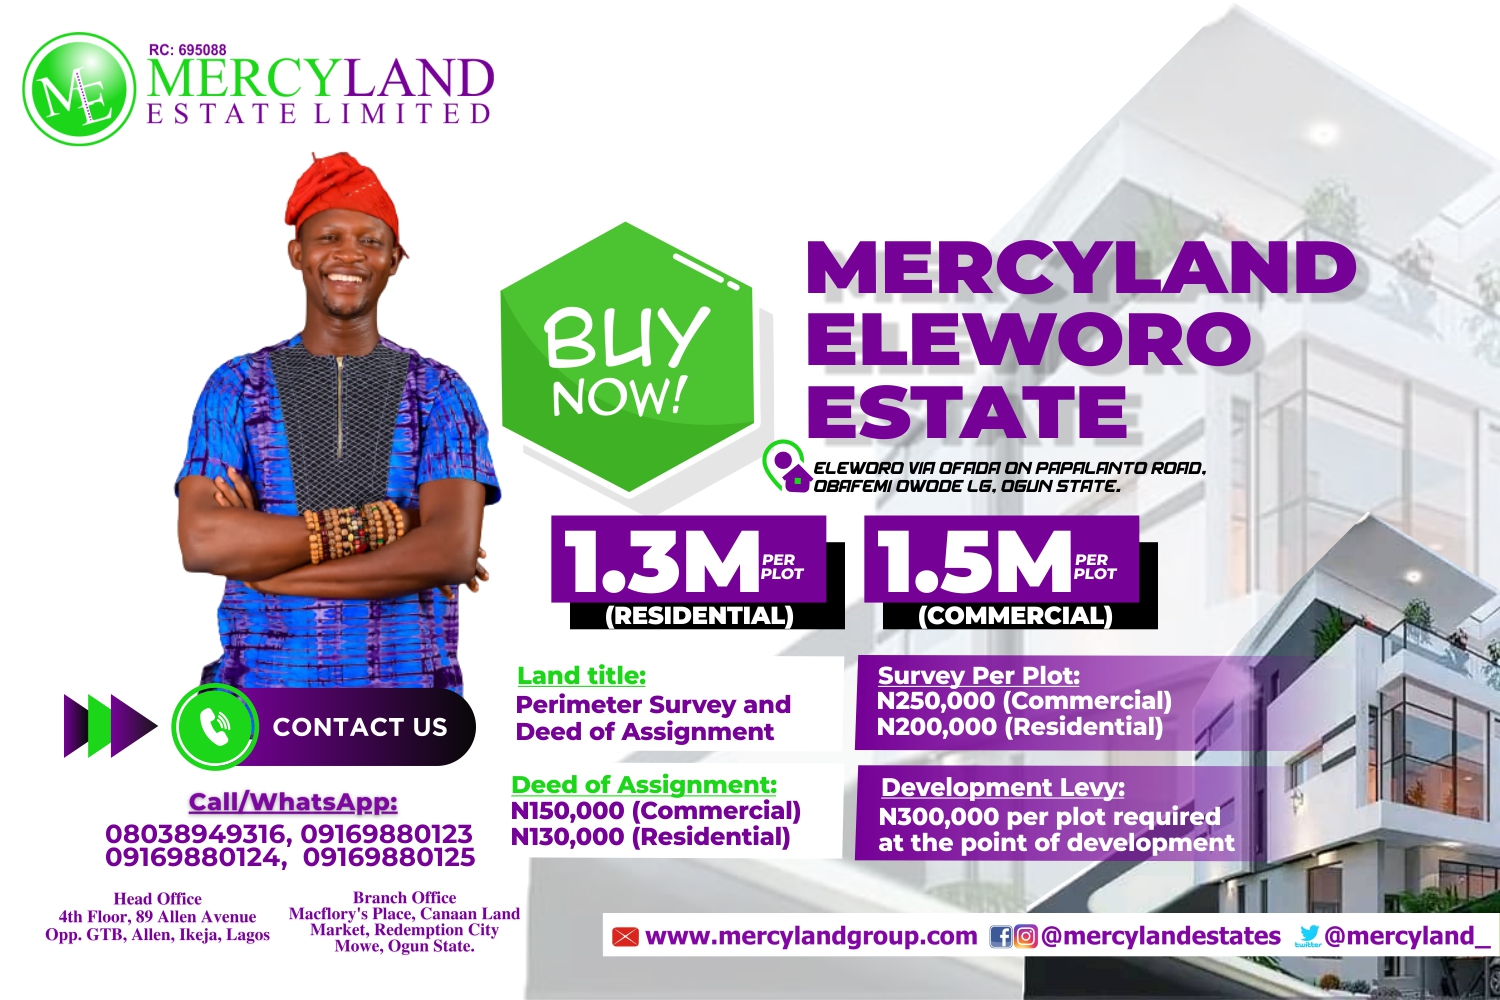 RC: 695088
MERCYLAND
ESTATE LIMITED
ME
BUY
NOW!
MERCYLAND
ELEWORO
ESTATE
ELEWORO VIA OFADA ON PAPALANTO ROAD,
OBAFEMI OWODE LG, OGUN STATE.
1.3M PER
PLOT
(RESIDENTIAL)
1.5M PER
PLOT
(COMMERCIAL)
Land title:
Perimeter Survey and
Deed of Assignment
Survey Per Plot:
N250,000 (Commercial)
N200,000 (Residential)
Deed of Assignment:
N150,000 (Commercial)
N130,000 (Residential)
Development Levy:
N300,000 per plot required
at the point of development
CONTACT US
Call/WhatsApp:
08038949316, 09169880123
09169880124, 09169880125
Head Office
4th Floor, 89 Allen Avenue
Opp. GTB, Allen, Ikeja, Lagos
Branch Office
Macflory's Place, Canaan Land
Market, Redemption City
Mowe, Ogun State.
www.mercylandgroup.com @mercylandestates twitter @mercyland_